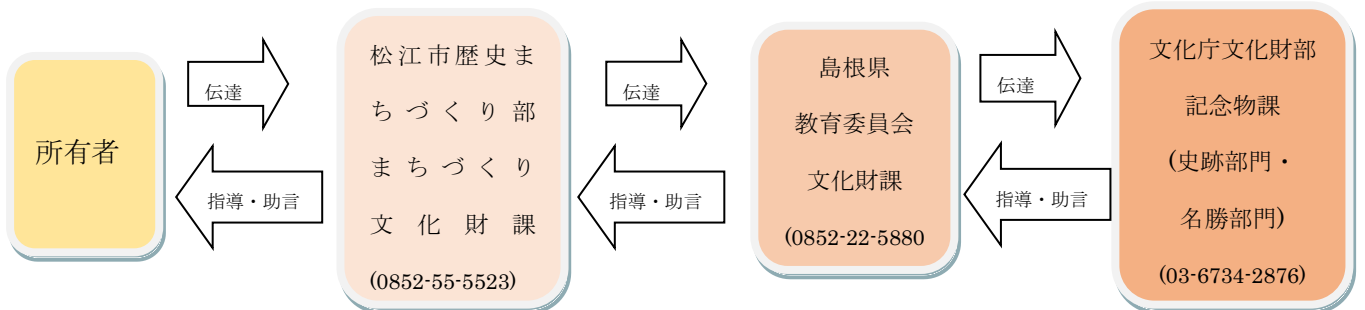 所有者
伝達
指導・助言
松江市歴史ま
ちづくり部
まちづくり
文化財課
(0852-55-5523)
伝達
指導・助言
島根県
教育委員会
文化財課
(0852-22-5880
伝達
指導・助言
文化庁文化財部
記念物課
(史跡部門・
名勝部門)
(03-6734-2876)